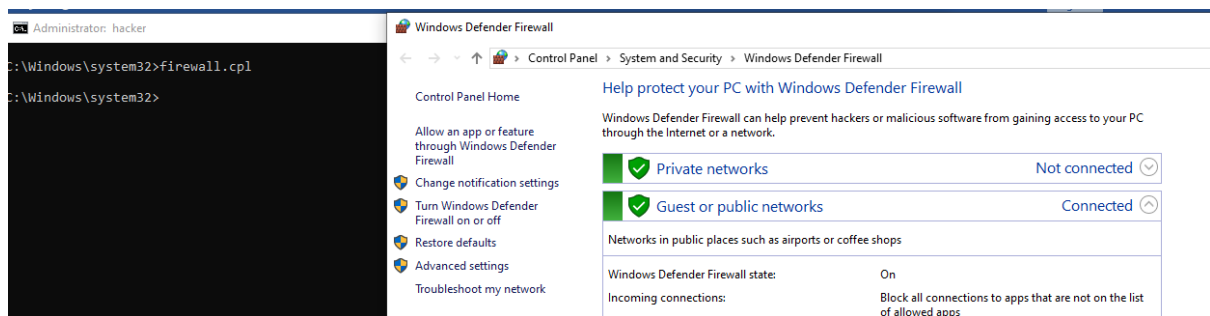 Administrator: hacker
C:\Windows\system32>firewall.cpl
C:\Windows\system32>
Windows Defender Firewall
Control Panel > System and Security > Windows Defender Firewall
Control Panel Home
Allow an app or feature
through Windows Defender
Firewall
Change notification settings
Turn Windows Defender
Firewall on or off
Restore defaults
Advanced settings
Troubleshoot my network
Help protect your PC with Windows Defender Firewall
Windows Defender Firewall can help prevent hackers or malicious software from gaining access to your PC
through the Internet or a network.
Private networks Not connected
Guest or public networks Connected
Networks in public places such as airports or coffee shops
Windows Defender Firewall state: On
Incoming connections: Block all connections to apps that are not on the list
of allowed apps